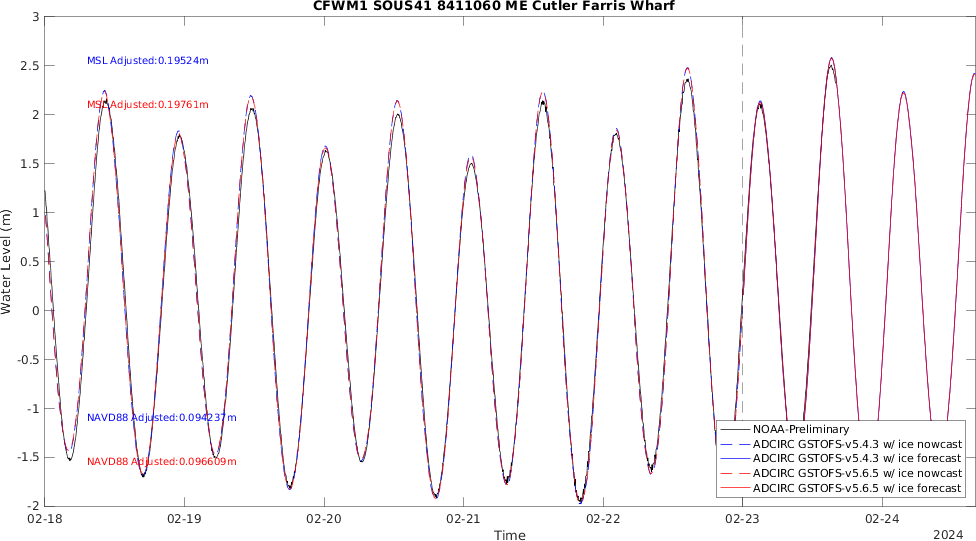 CFWM1 SOUS41 8411060 ME Cutler Farris Wharf
3
2.5
2
1.5
1
0.5
0
-0.5
-1
-1.5
-2
Water Level (m)
MSL Adjusted:0.19524m
MSL Adjusted:0.19761m
NAVD88 Adjusted:0.094237m
NAVD88 Adjusted:0.096609m
NOAA-Preliminary
ADCIRC GSTOFS-v5.4.3 w/ ice nowcast
ADCIRC GSTOFS-v5.4.3 w/ ice forecast
ADCIRC GSTOFS-v5.6.5 w/ ice nowcast
ADCIRC GSTOFS-v5.6.5 w/ ice forecast
02-18 02-19 02-20 02-21 02-22 02-23 02-24
Time
2024